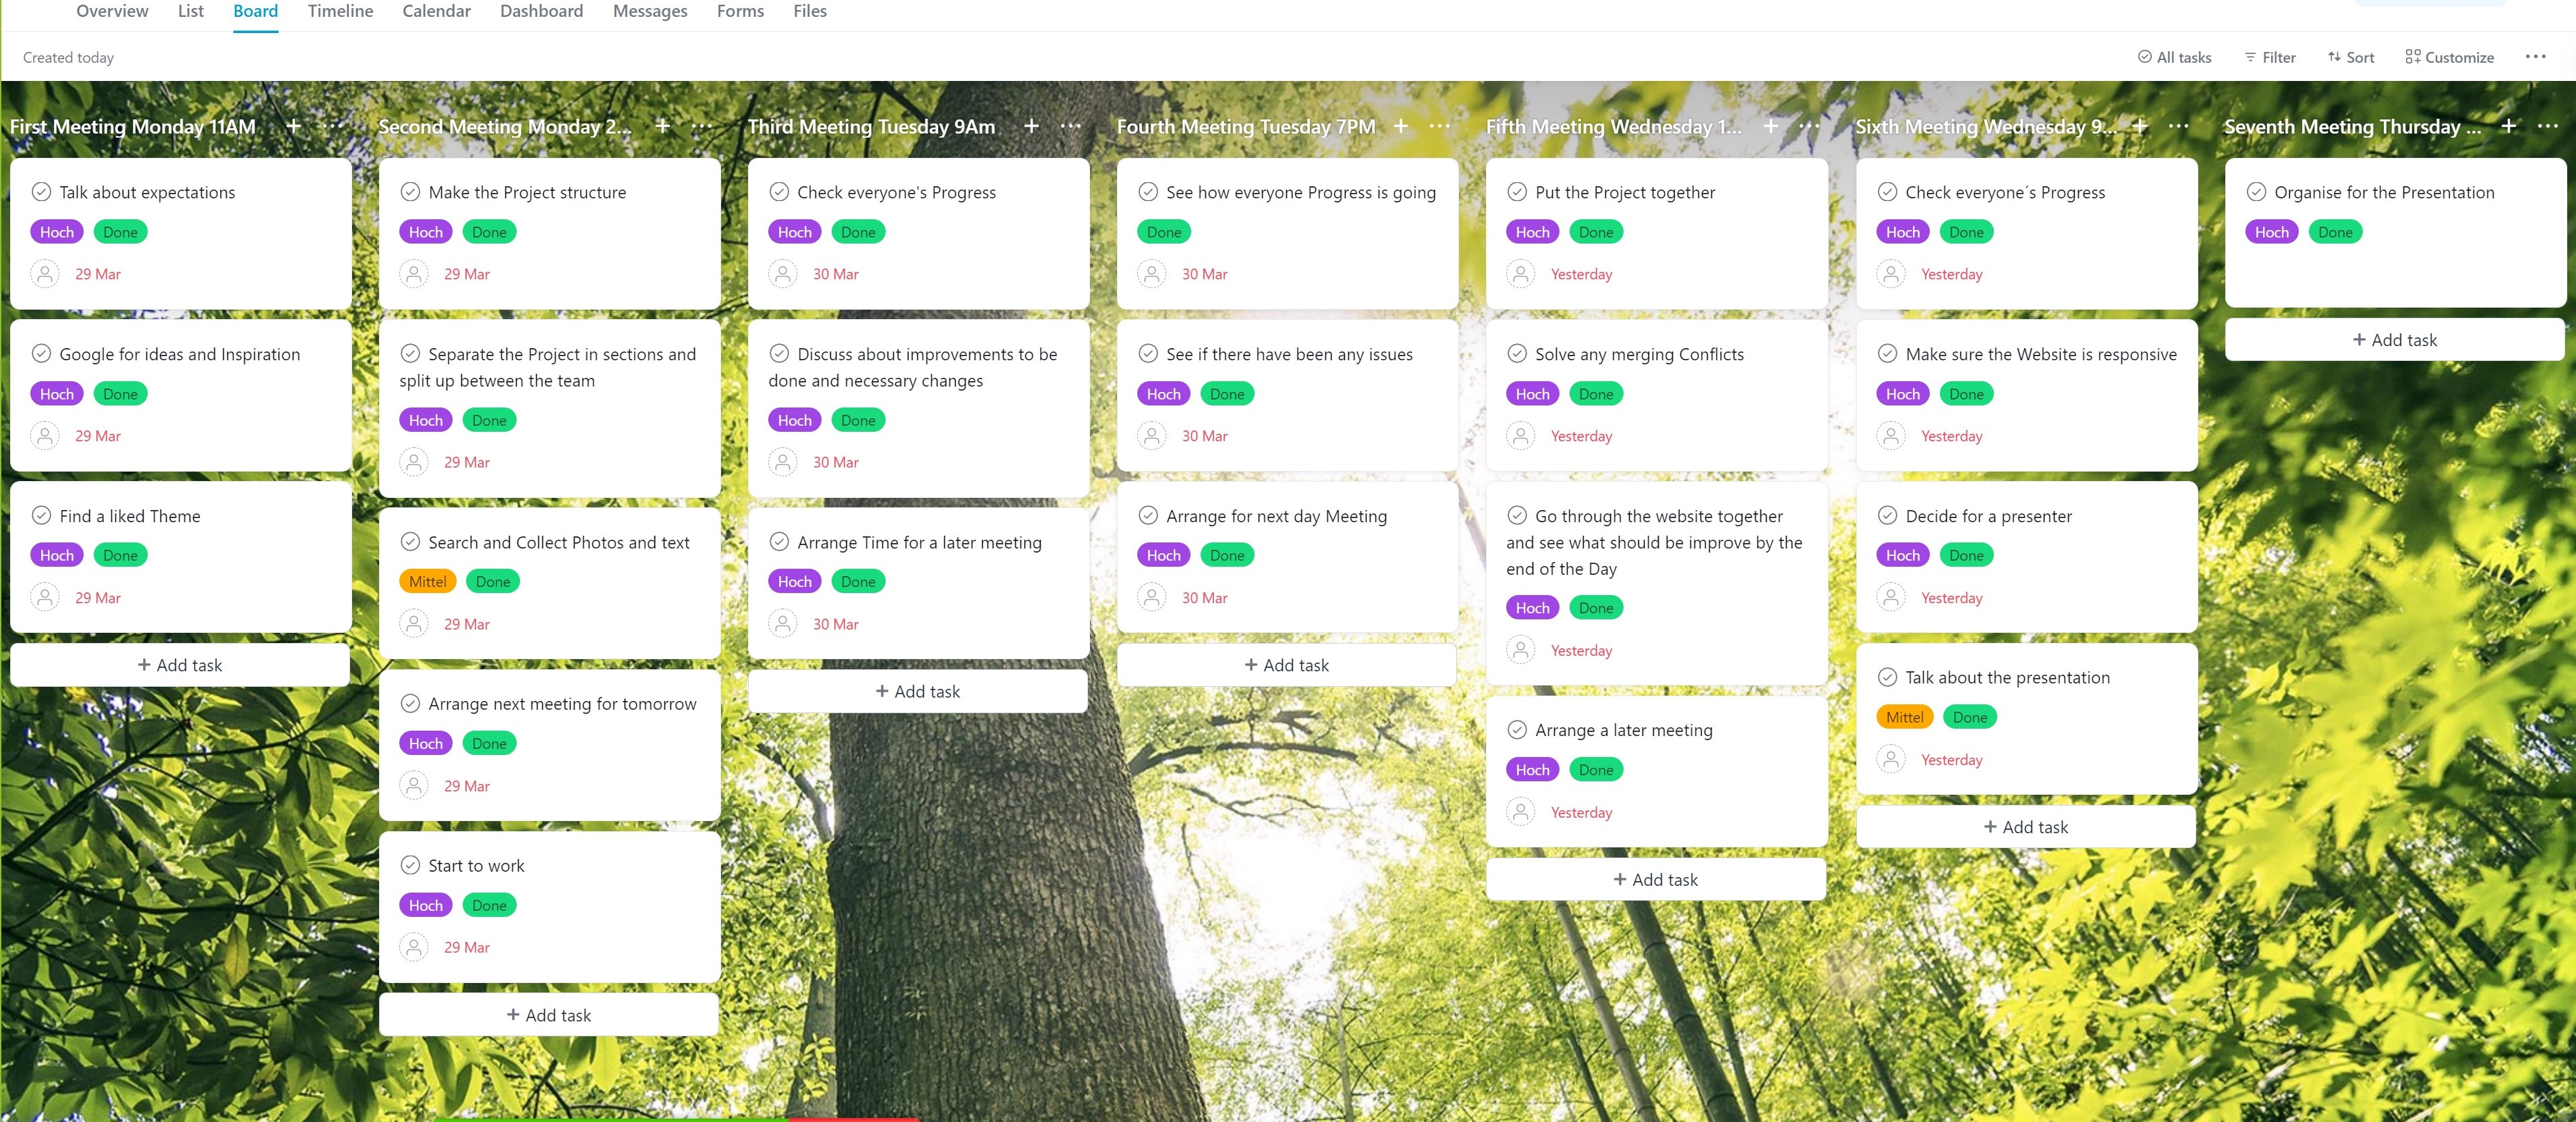 Overview List Board Timeline Calendar Dashboard Messages Forms Files
Created today
All tasks Filter Sort Customize
First Meeting Monday 11AM
Talk about expectations
Hoch Done
29 Mar
Google for ideas and Inspiration
Hoch Done
29 Mar
Find a liked Theme
Hoch Done
29 Mar
+ Add task
Second Meeting Monday 2...
Make the Project structure
Hoch Done
29 Mar
Separate the Project in sections and
split up between the team
Hoch Done
29 Mar
Search and Collect Photos and text
Mittel Done
29 Mar
Arrange next meeting for tomorrow
Hoch Done
29 Mar
Start to work
Hoch Done
29 Mar
+ Add task
Third Meeting Tuesday 9Am
Check everyone's Progress
Hoch Done
30 Mar
Discuss about improvements to be
done and necessary changes
Hoch Done
30 Mar
Arrange Time for a later meeting
Hoch Done
30 Mar
+ Add task
Fourth Meeting Tuesday 7PM
See how everyone Progress is going
Done
30 Mar
See if there have been any issues
Hoch Done
30 Mar
Arrange for next day Meeting
Hoch Done
30 Mar
+ Add task
Fifth Meeting Wednesday 1...
Put the Project together
Hoch Done
Yesterday
Solve any merging Conflicts
Hoch Done
Yesterday
Go through the website together
and see what should be improve by the
end of the Day
Hoch Done
Yesterday
Arrange a later meeting
Hoch Done
Yesterday
+ Add task
Sixth Meeting Wednesday 9...
Check everyone´s Progress
Hoch Done
Yesterday
Make sure the Website is responsive
Hoch Done
Yesterday
Decide for a presenter
Hoch Done
Yesterday
Talk about the presentation
Mittel Done
Yesterday
+ Add task
Seventh Meeting Thursday ...
Organise for the Presentation
Hoch Done
+ Add task